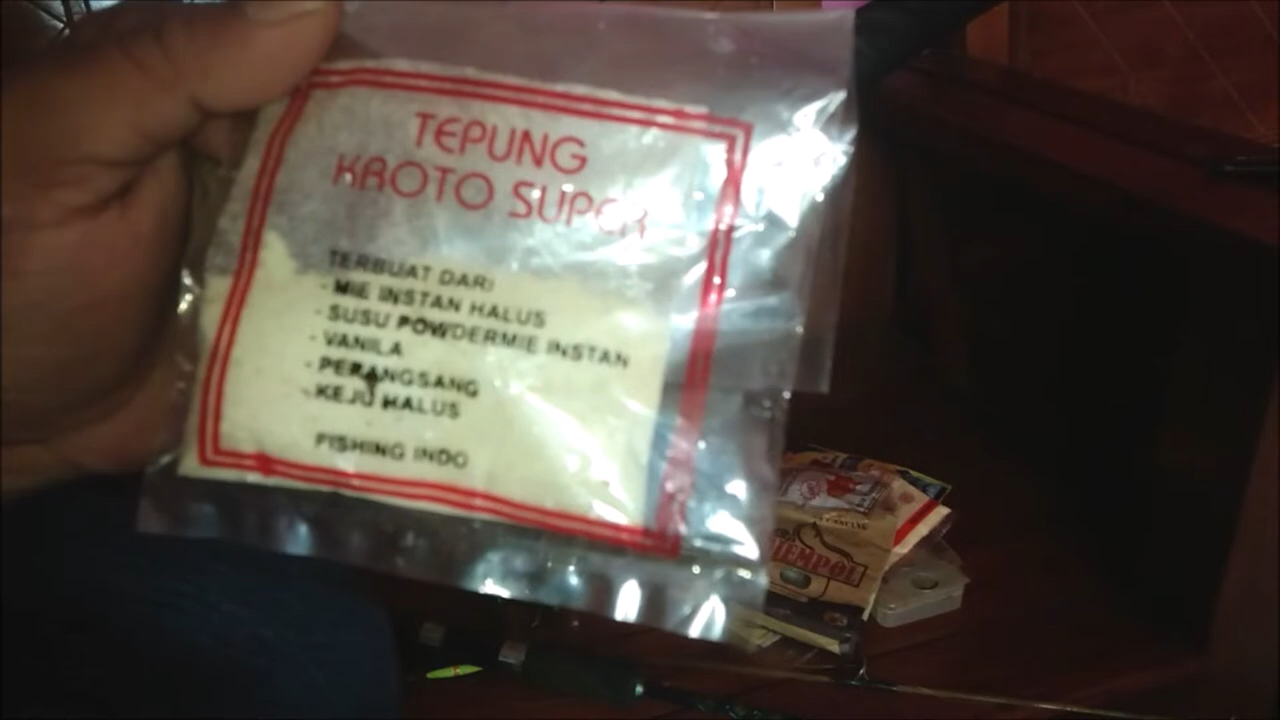 TEPUNG
KROTO SUPER
TERBUAT DARI
- MIE INSTAN HALUS
- SUSU POWDERMIE INSTAN
- VANILA
- PERANGSANG
- KEJU HALUS
FISHING INDO